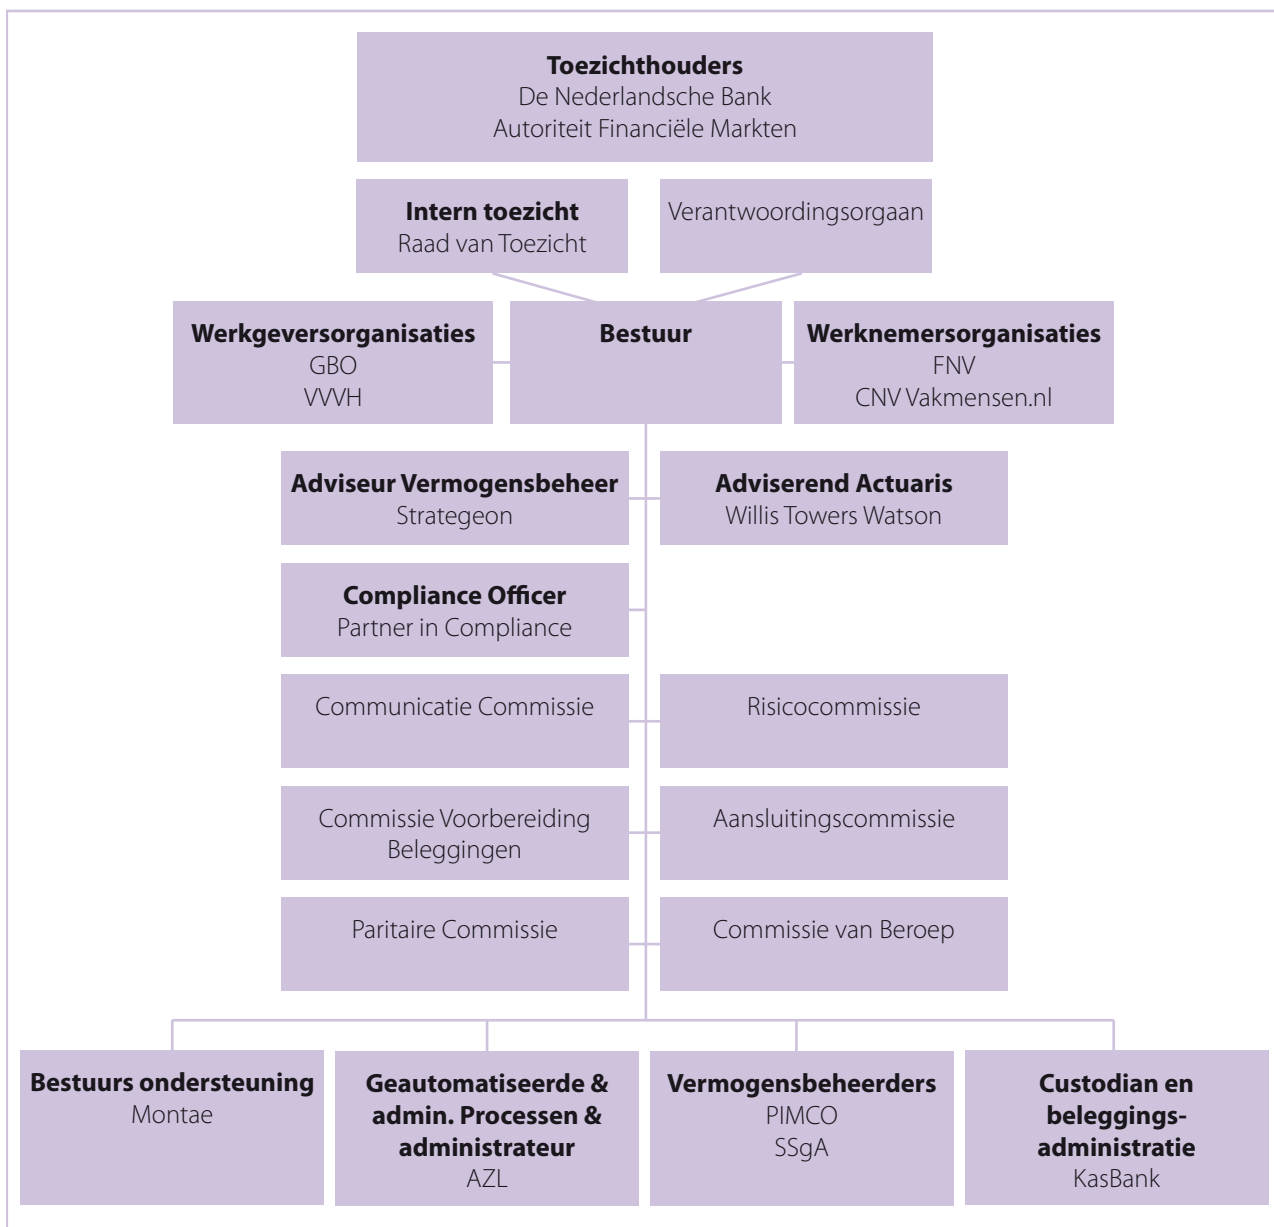 Toezichthouders
De Nederlandsche Bank
Autoriteit Financiële Markten
Intern toezicht
Raad van Toezicht
Verantwoordingsorgaan
Werkgeversorganisaties
GBO
VVVH
Bestuur
Werknemersorganisaties
FNV
CNV Vakmensen.nl
Adviseur Vermogensbeheer
Strategeon
Adviserend Actuaris
Willis Towers Watson
Compliance Officer
Partner in Compliance
Communicatie Commissie
Risicocommissie
Commissie Voorbereiding
Beleggingen
Aansluitingscommissie
Paritaire Commissie
Commissie van Beroep
Bestuurs ondersteuning
Montae
Geautomatiseerde &
admin. Processen &
administrateur
AZL
Vermogensbeheerders
PIMCO
SSgA
Custodian en
beleggings-
administratie
KasBank